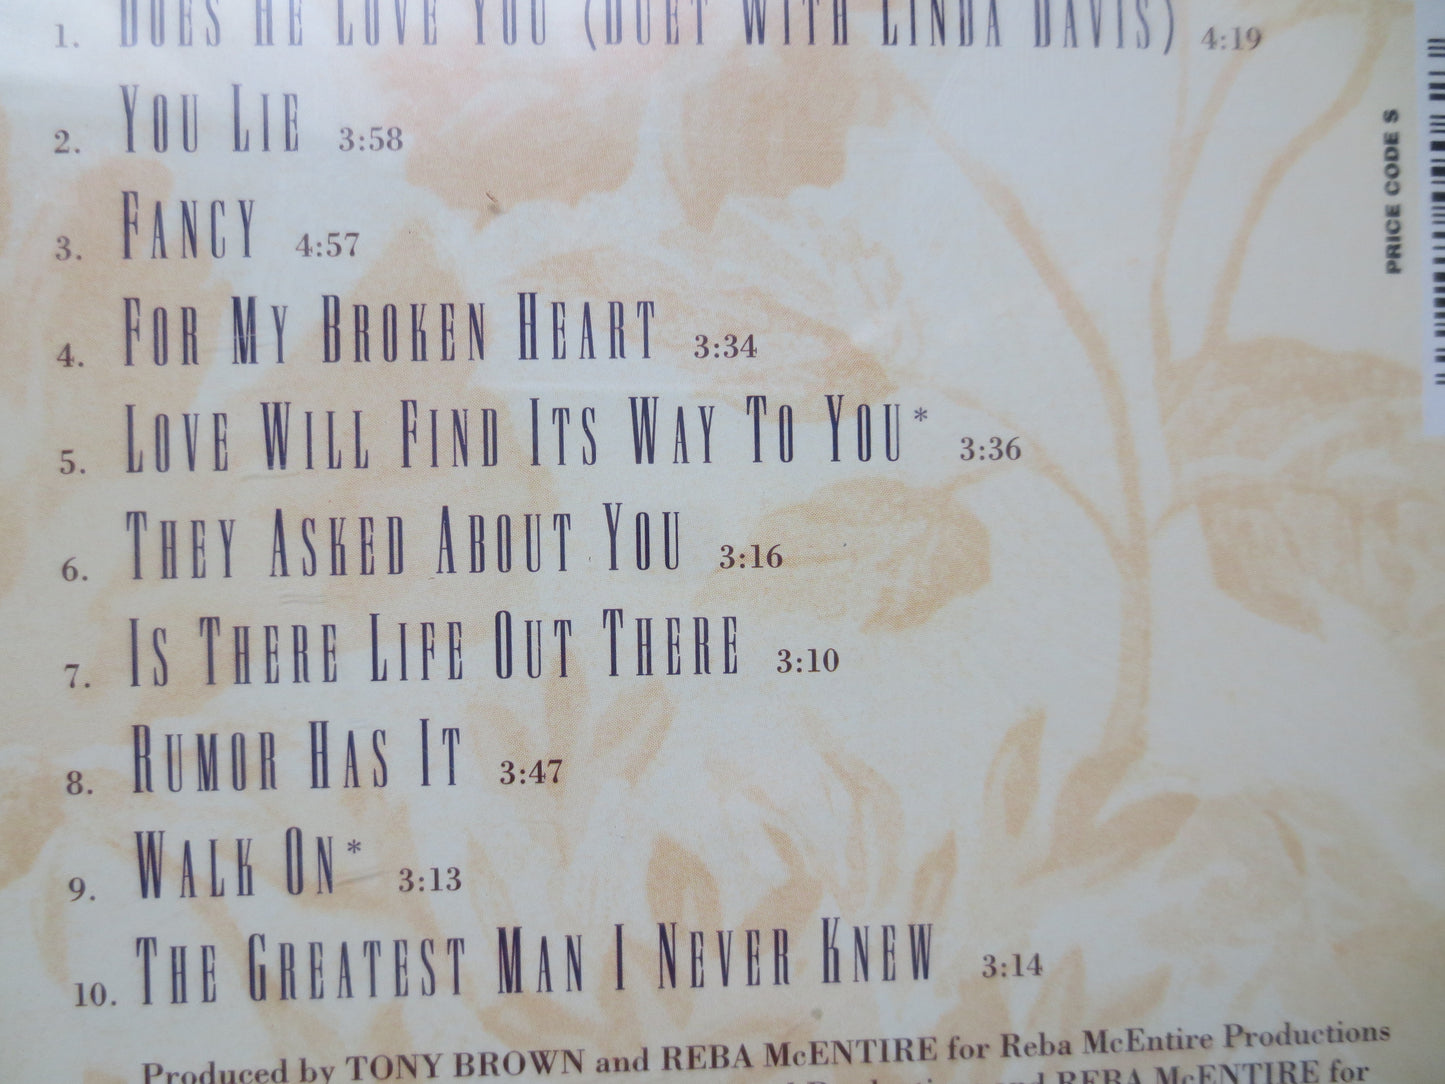 1. DOES HE LOVE YOU (DUET WITH LINDA DAVIS) 4:19
2. YOU LIE 3:58
3. FANCY 4:57
4. FOR MY BROKEN HEART 3:34
5. LOVE WILL FIND ITS WAY TO YOU* 3:36
6. THEY ASKED ABOUT YOU 3:16
7. IS THERE LIFE OUT THERE 3:10
8. RUMOR HAS IT 3:47
9. WALK ON* 3:13
10. THE GREATEST MAN I NEVER KNEW 3:14
Produced by TONY BROWN and REBA McENTIRE for Reba McEntire Productions
and REBA McENTIRE for
PRICE CODE S